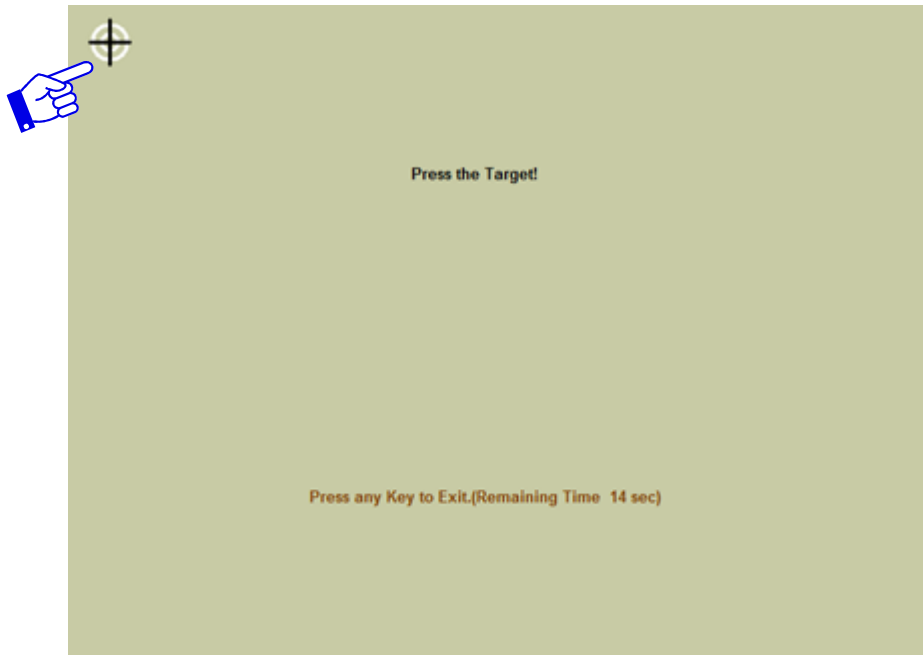 Press the Target!
Press any Key to Exit.(Remaining Time 14 sec)